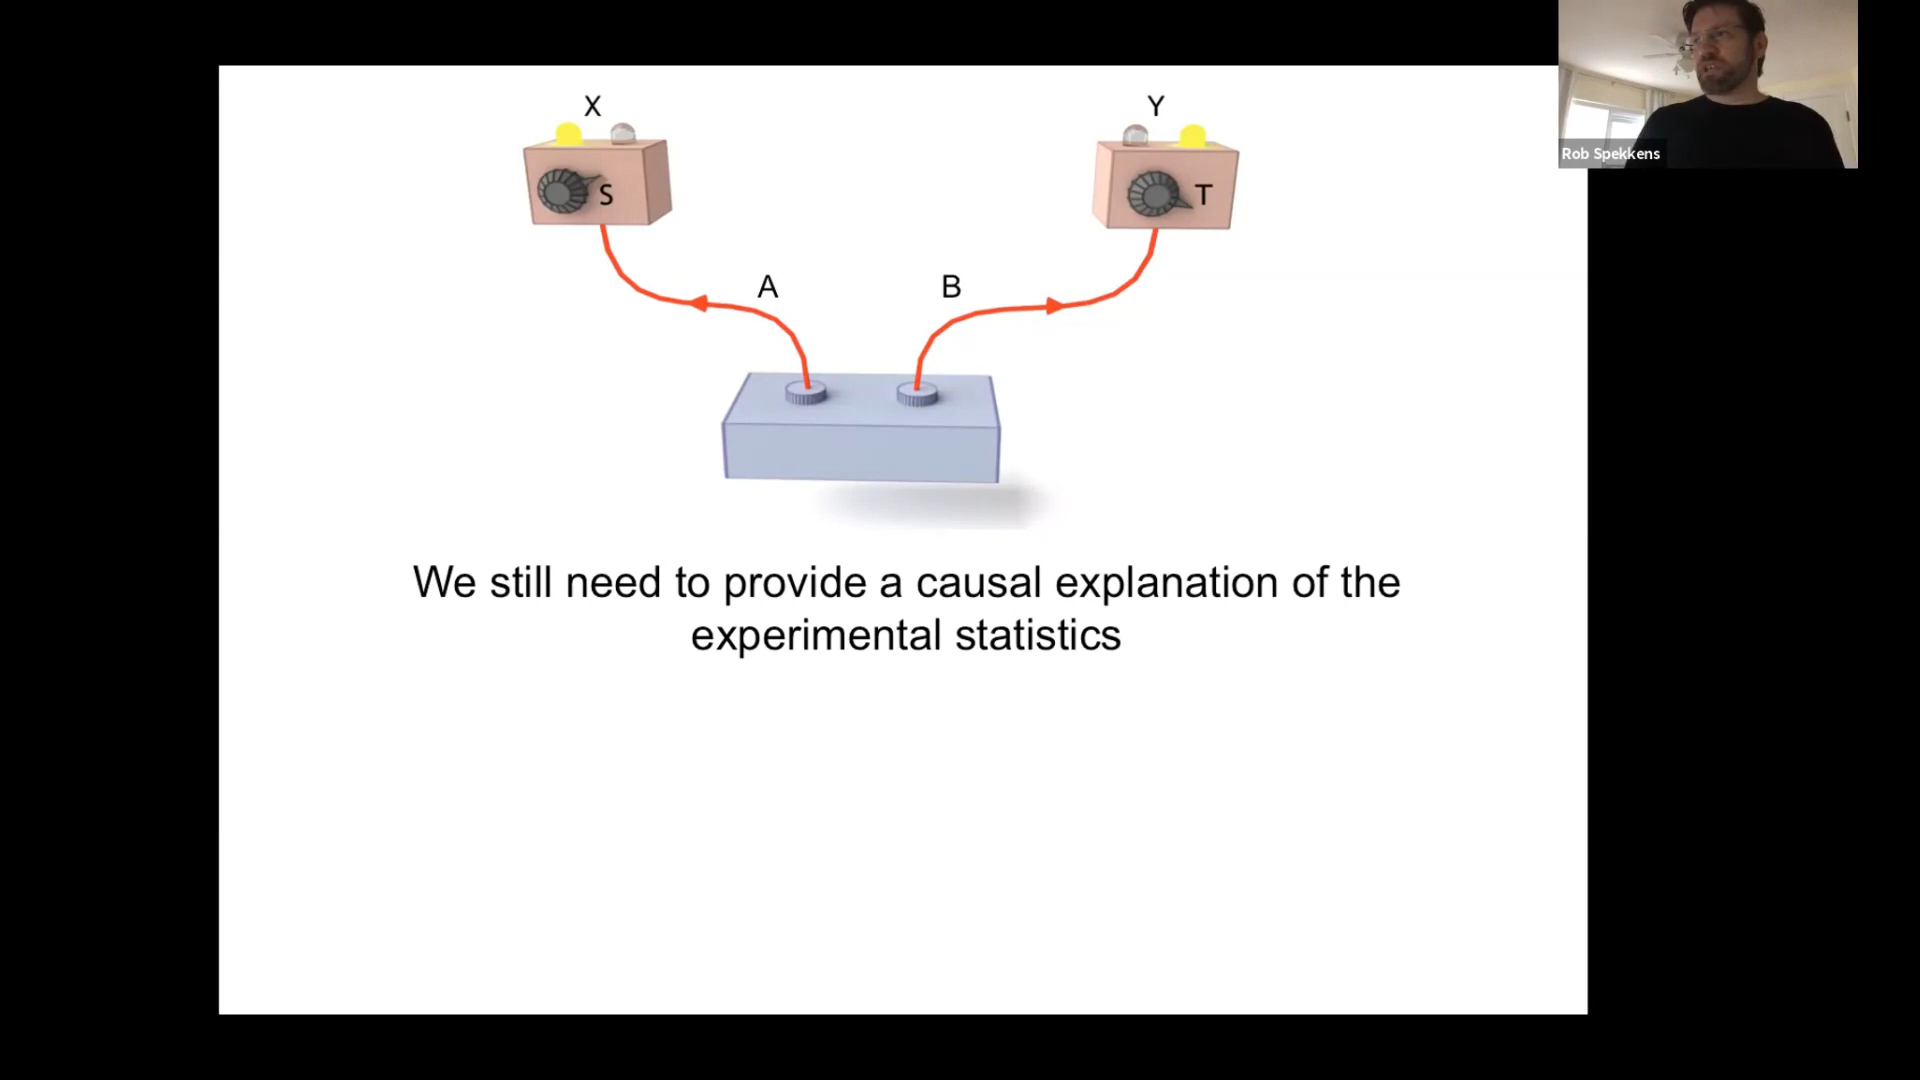 X
Y
Rob Spekkens
S
T
A
B
We still need to provide a causal explanation of the
experimental statistics